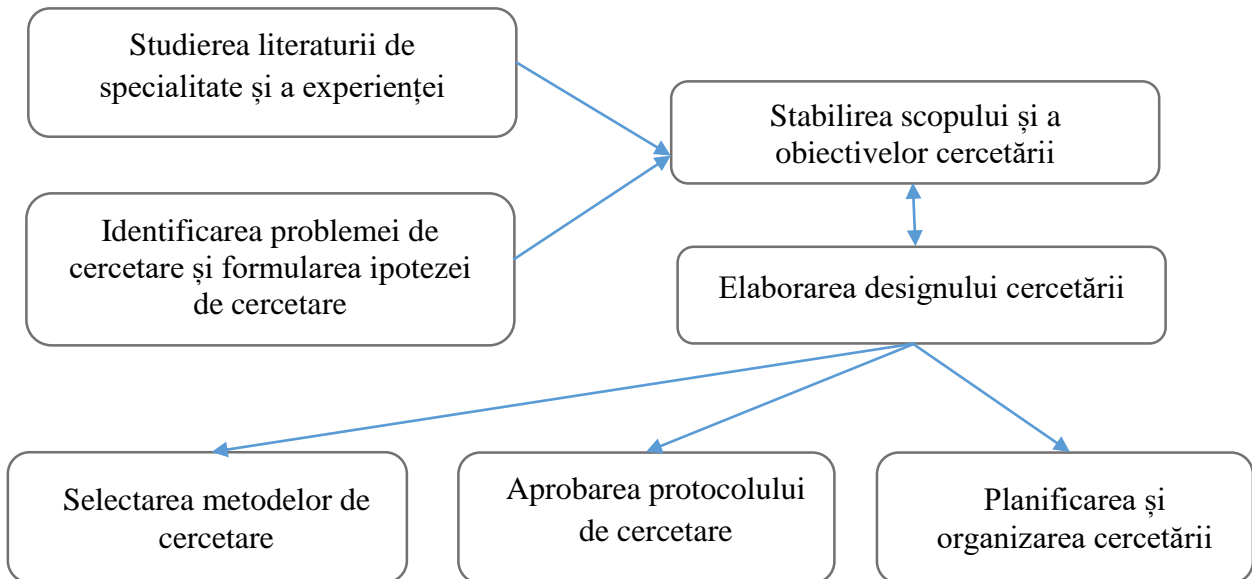 Studierea literaturii de
specialitate și a experienței
Stabilirea scopului și a
obiectivelor cercetării
Identificarea problemei de
cercetare și formularea ipotezei
de cercetare
Elaborarea designului cercetării
Selectarea metodelor de
cercetare
Aprobarea protocolului
de cercetare
Planificarea și
organizarea cercetării